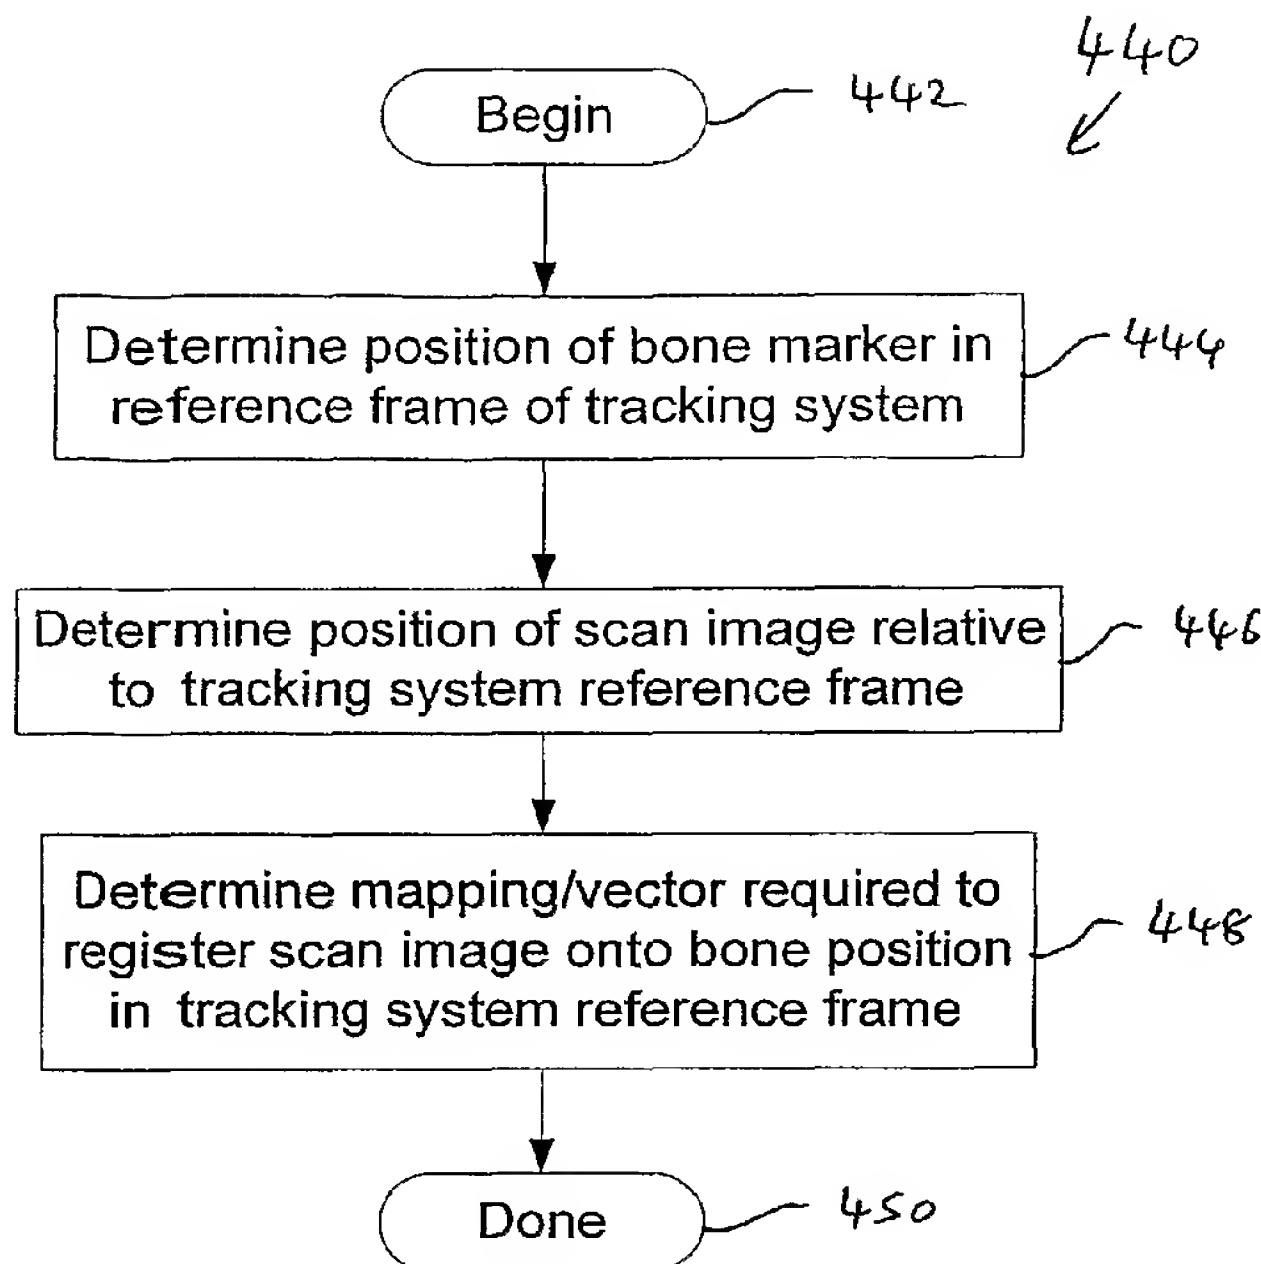 440
Begin
442
Determine position of bone marker in
reference frame of tracking system
444
Determine position of scan image relative
to tracking system reference frame
446
Determine mapping/vector required to
register scan image onto bone position
in tracking system reference frame
448
Done
450